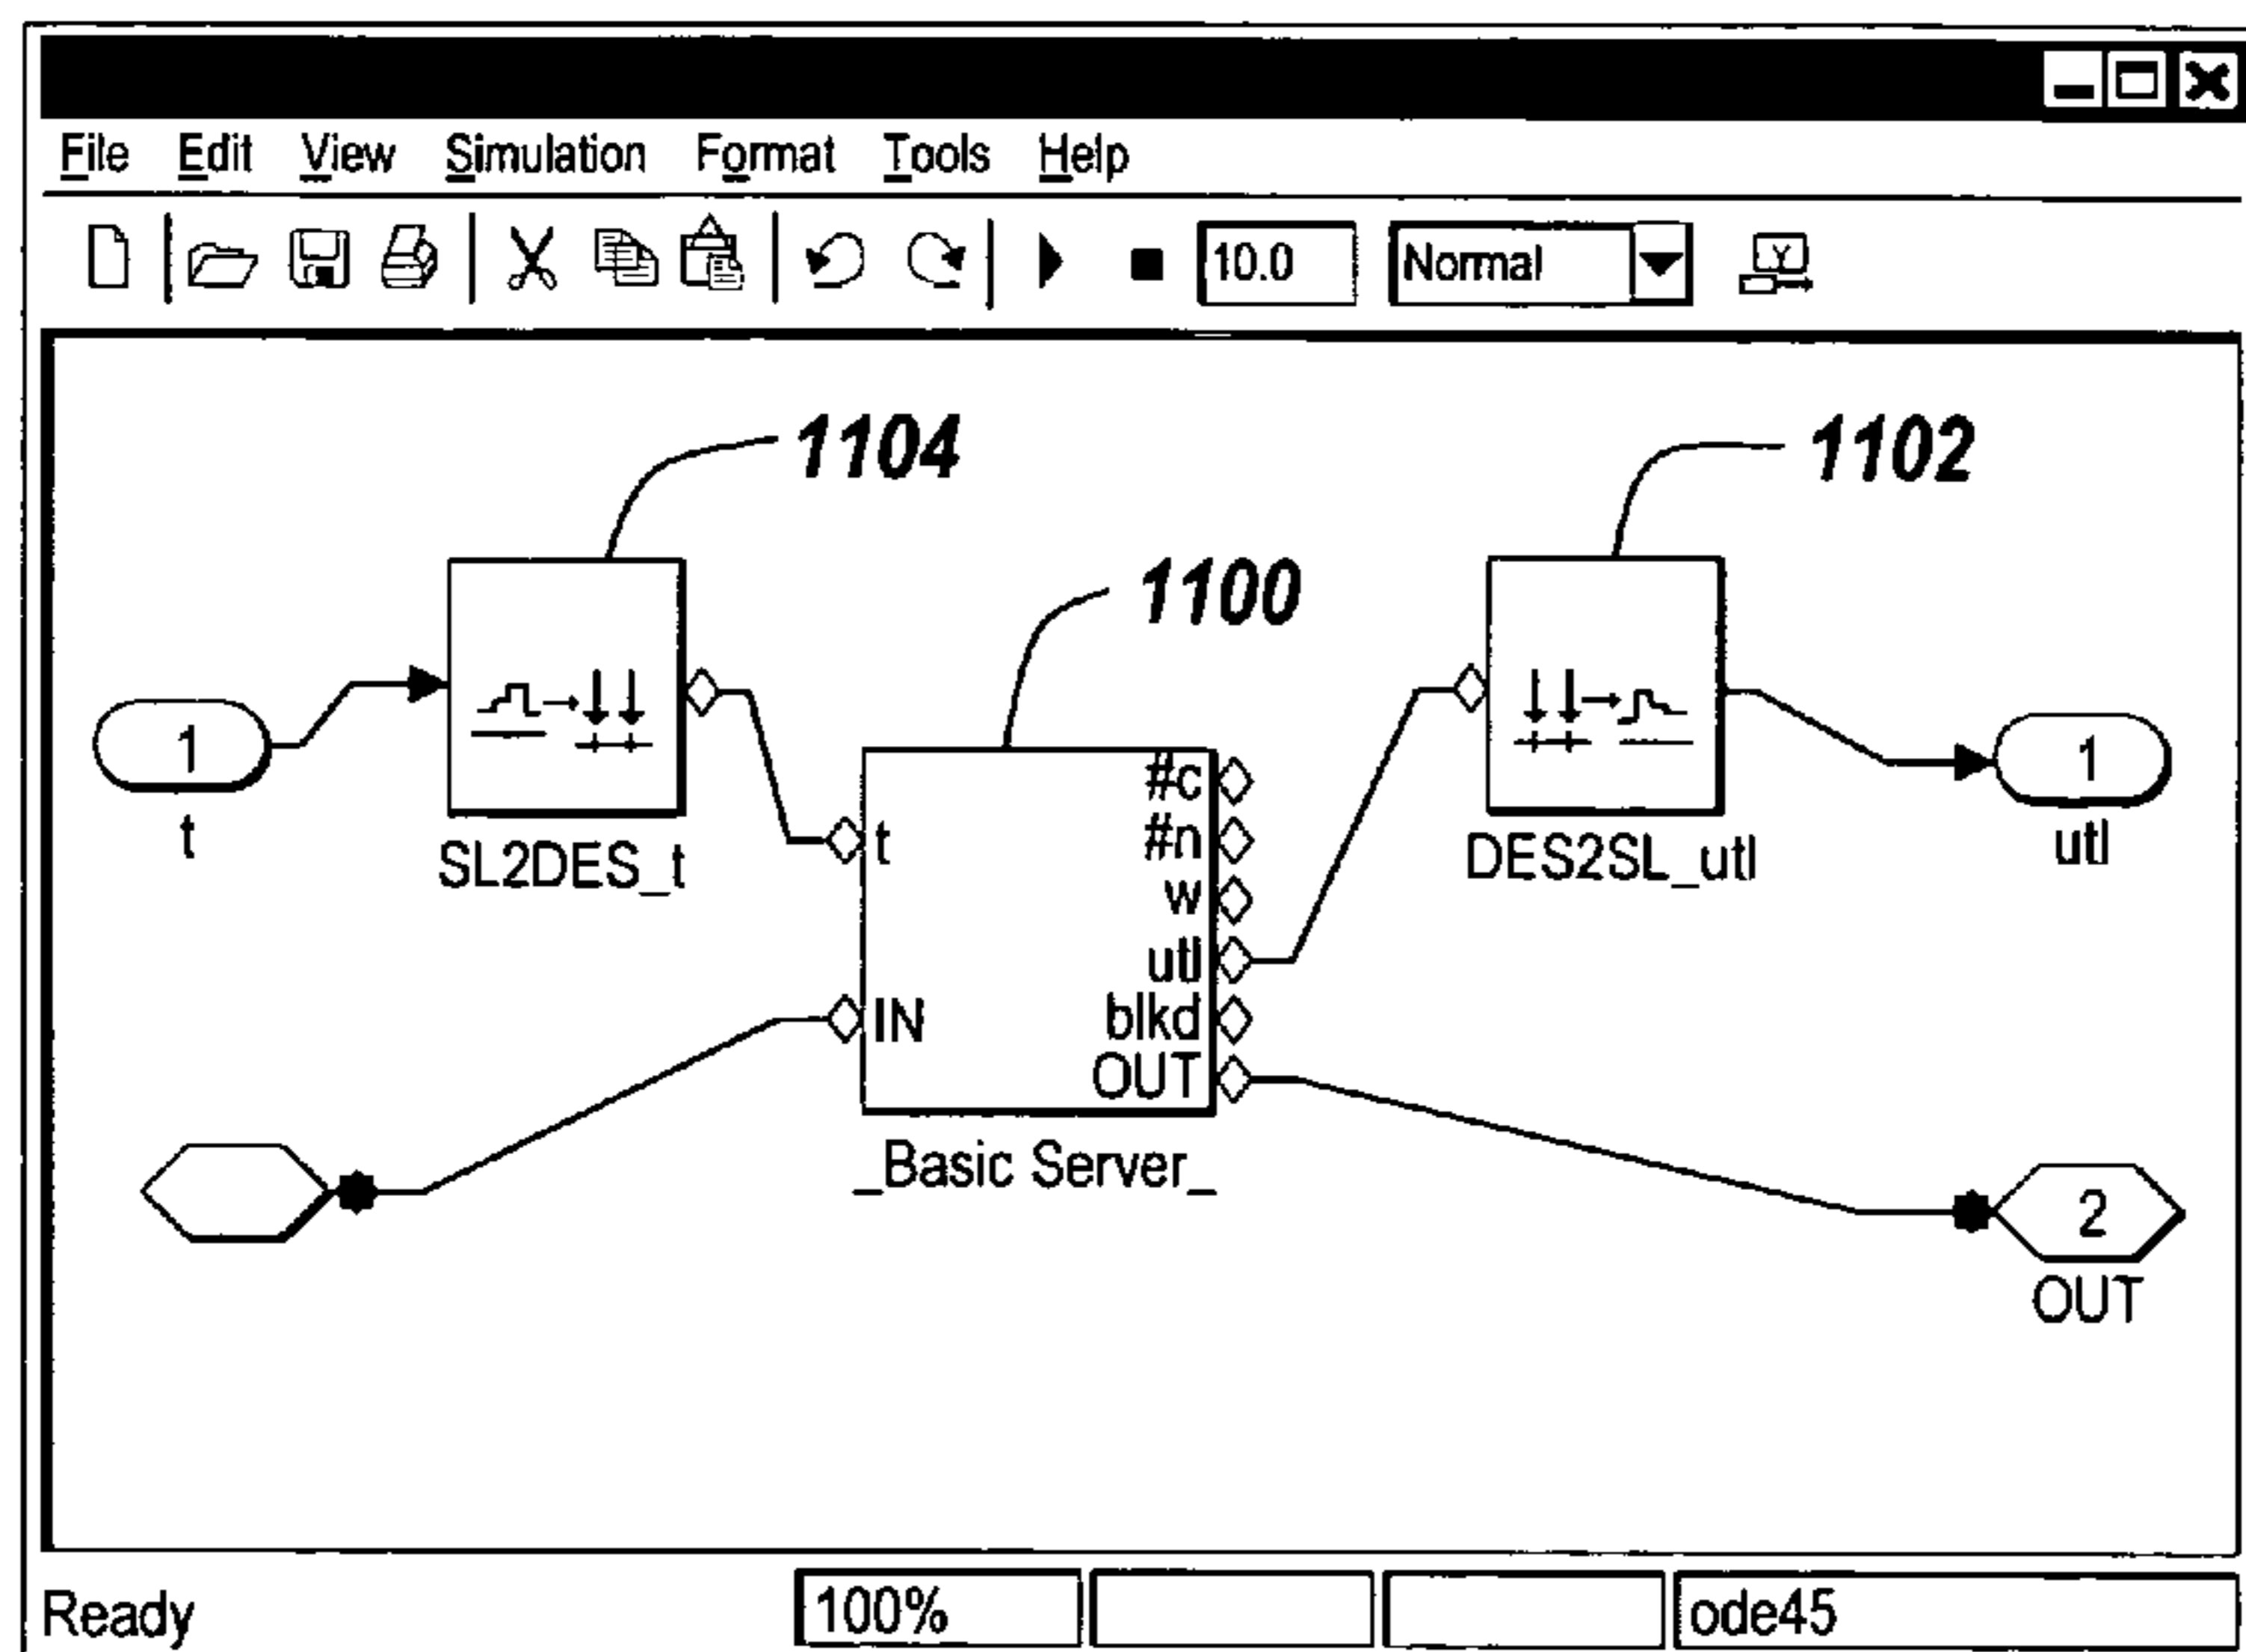 File Edit View Simulation Format Tools Help
10.0 Normal
1104
1102
1100
1
t
SL2DES_t
t
IN
#c
#n
w
utl
blkd
OUT
_Basic Server_
DES2SL_utl
1
utl
2
OUT
Ready 100% ode45